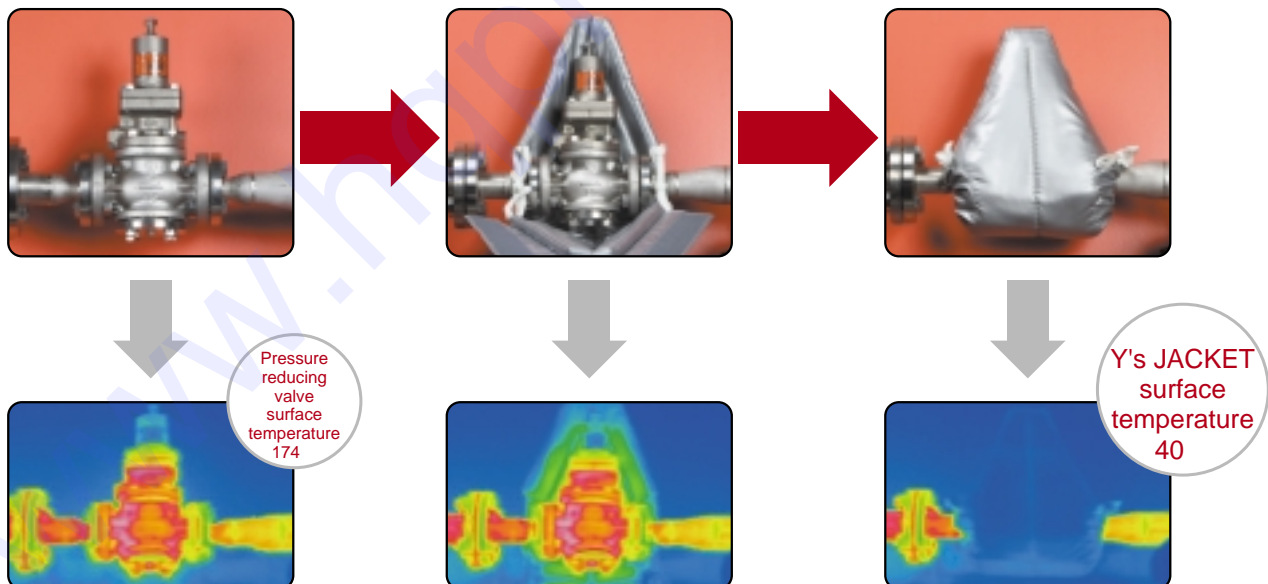 Pressure
reducing
valve
surface
temperature
174
Y's JACKET
surface
temperature
40